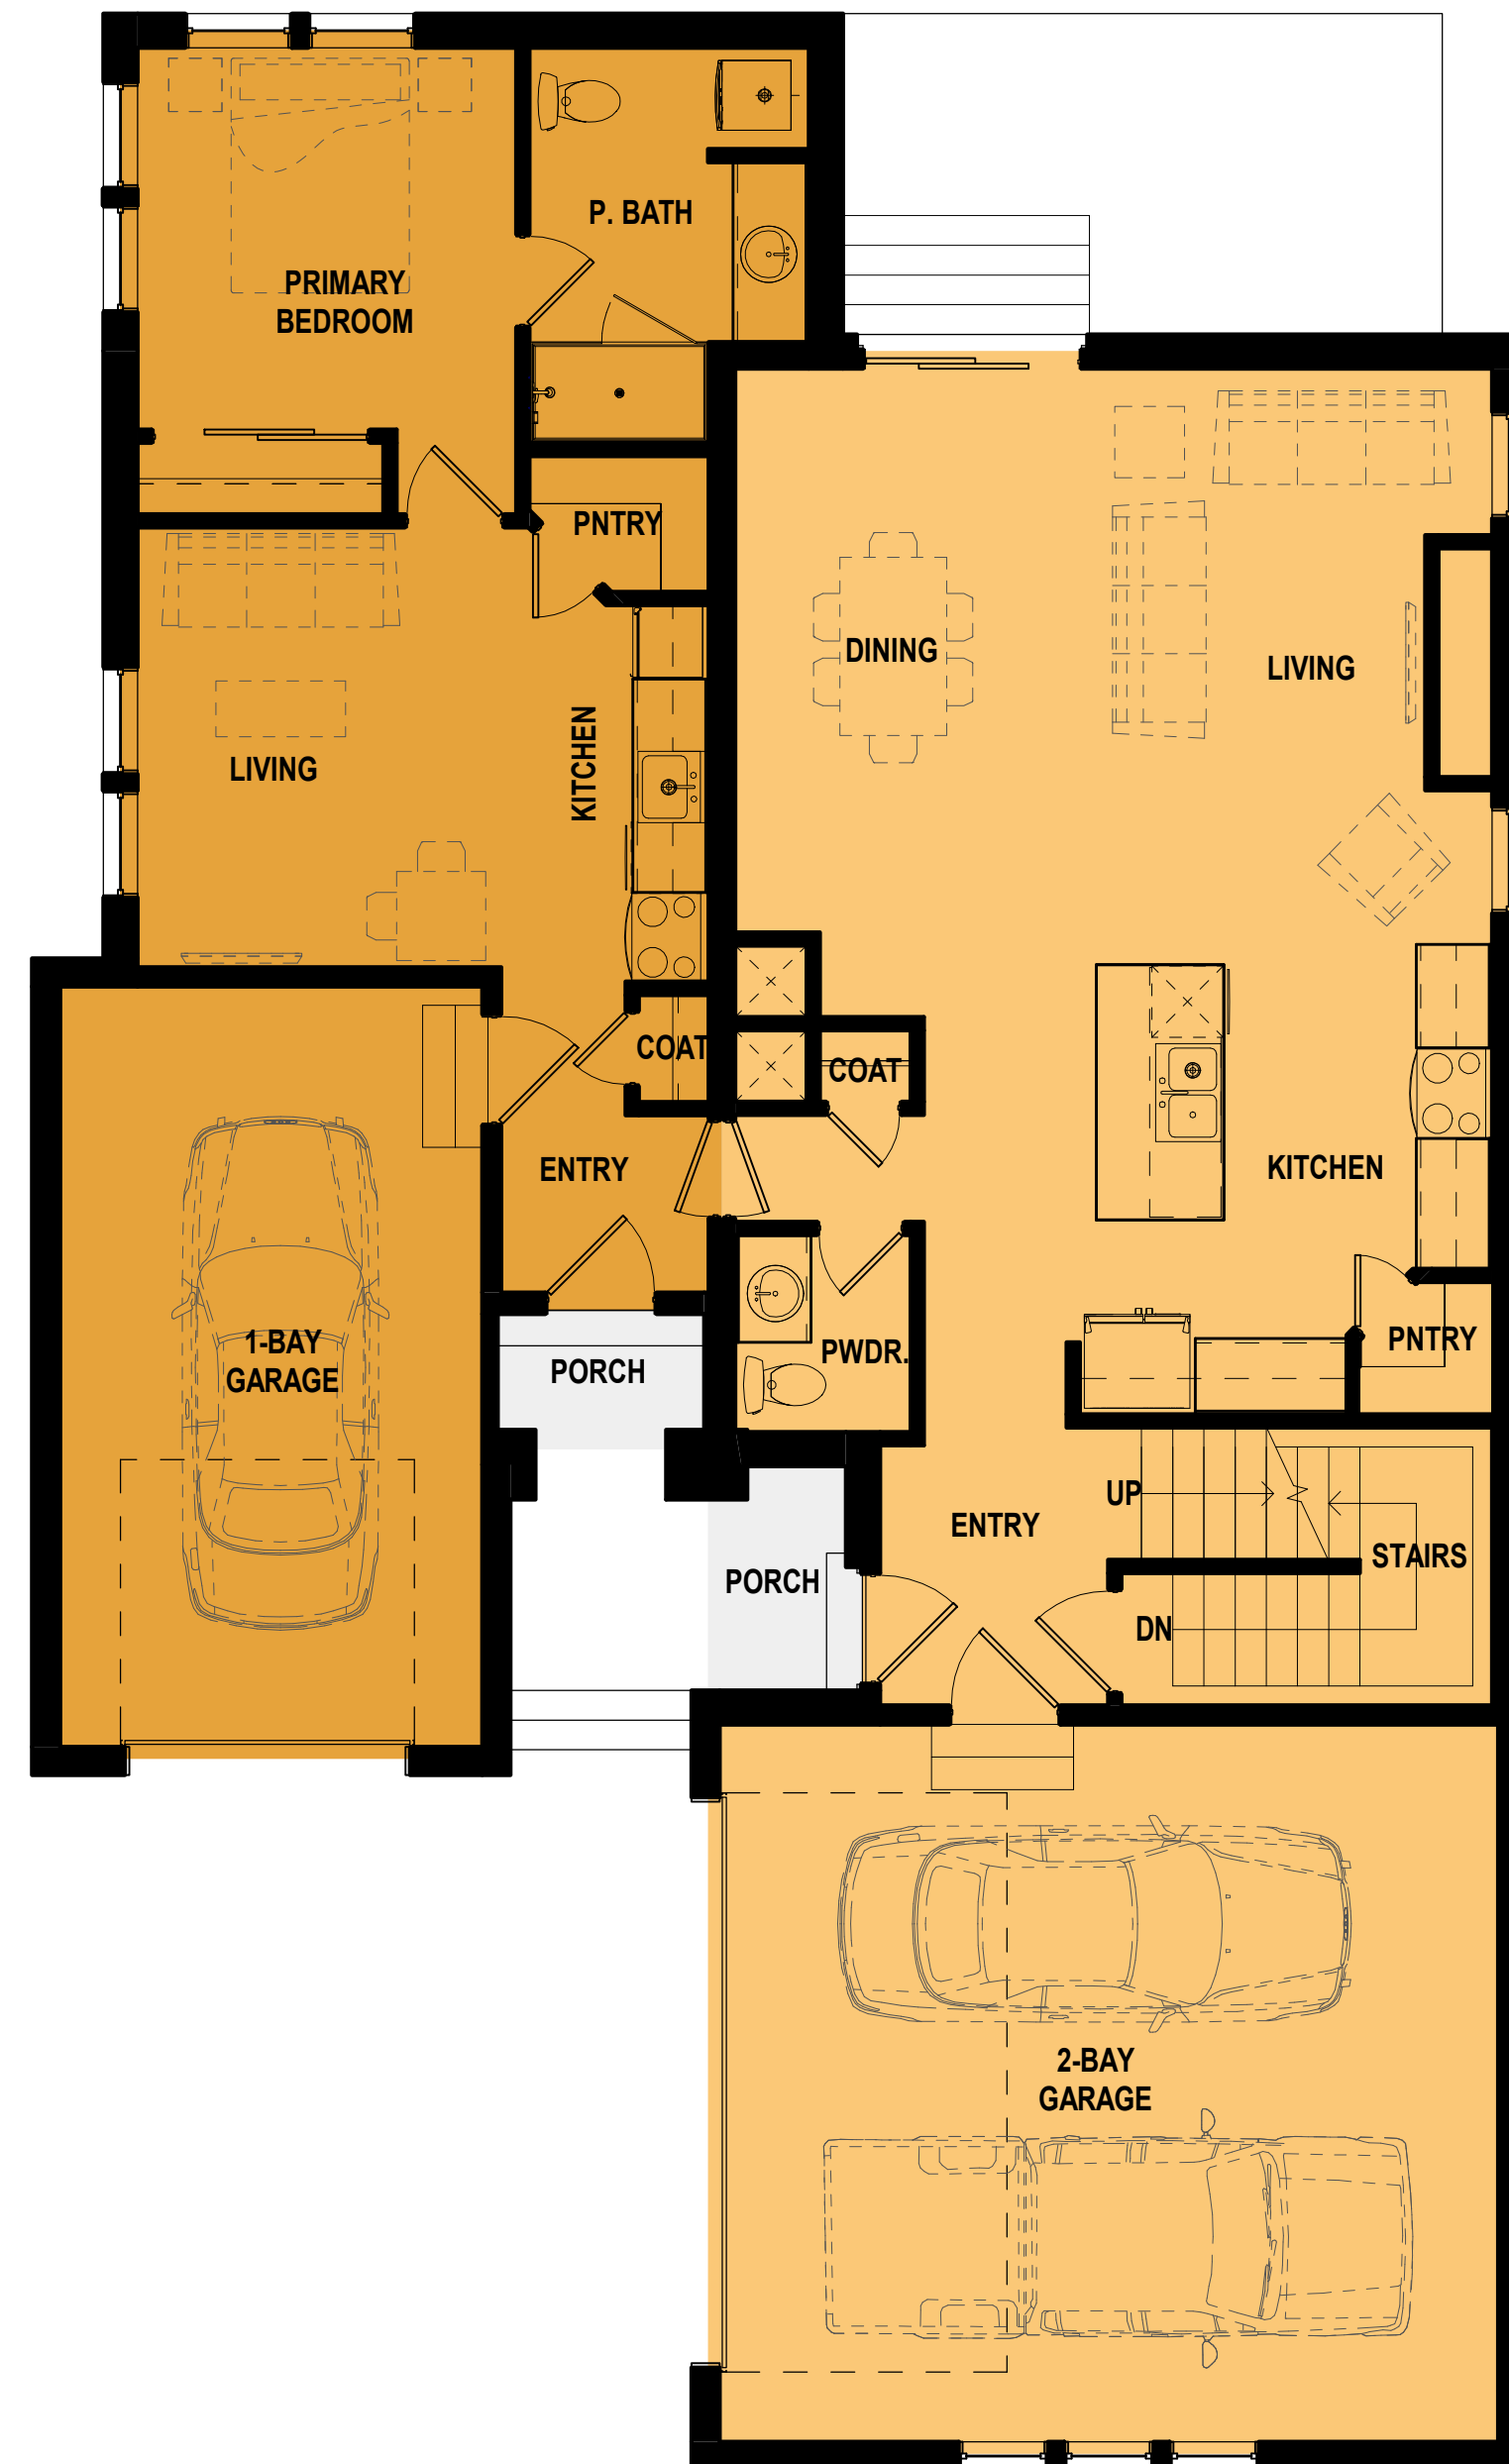 P. BATH
PRIMARY
BEDROOM
PNTRY
DINING
LIVING
KITCHEN
LIVING
COAT
COAT
ENTRY
KITCHEN
1-BAY
GARAGE
PORCH
PWDR.
PNTRY
UP
ENTRY
STAIRS
PORCH
DN
2-BAY
GARAGE